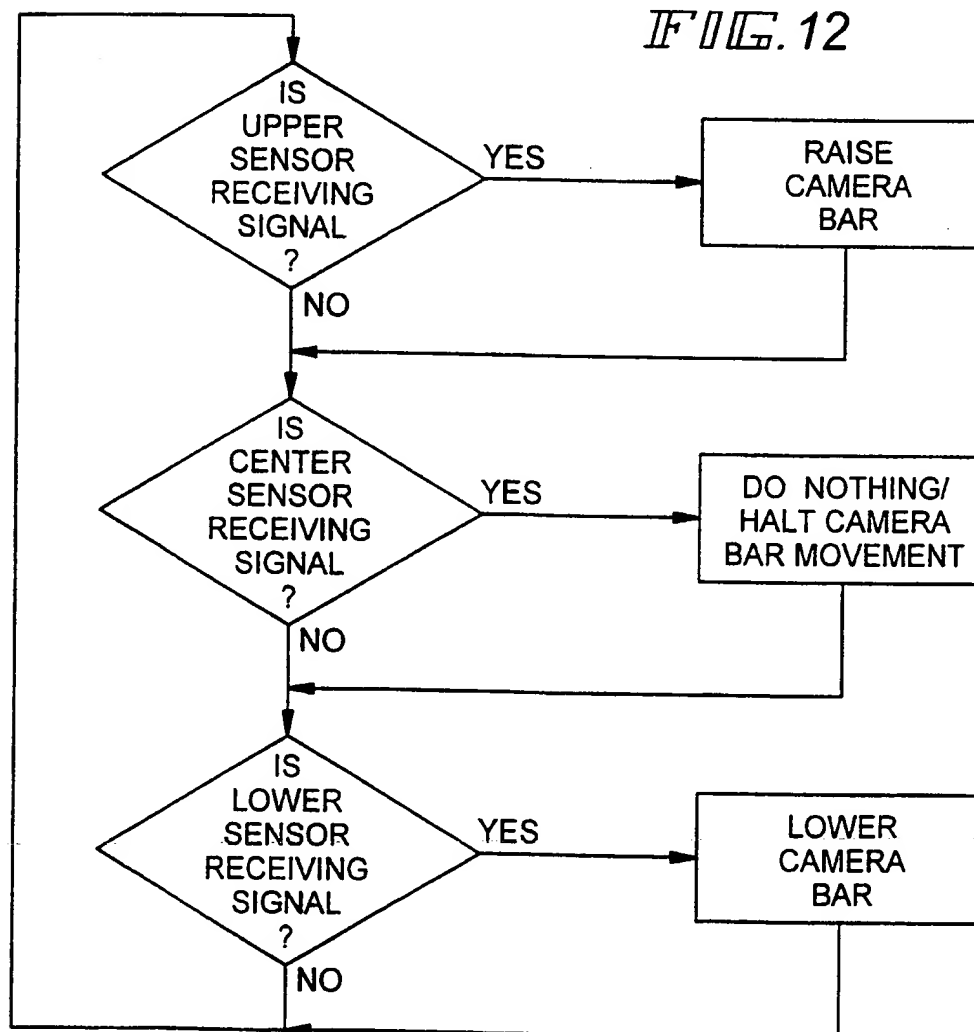 FIG. 12
IS
UPPER
SENSOR
RECEIVING
SIGNAL
?
YES
RAISE
CAMERA
BAR
NO
IS
CENTER
SENSOR
RECEIVING
SIGNAL
?
YES
DO NOTHING/
HALT CAMERA
BAR MOVEMENT
NO
IS
LOWER
SENSOR
RECEIVING
SIGNAL
?
YES
LOWER
CAMERA
BAR
NO